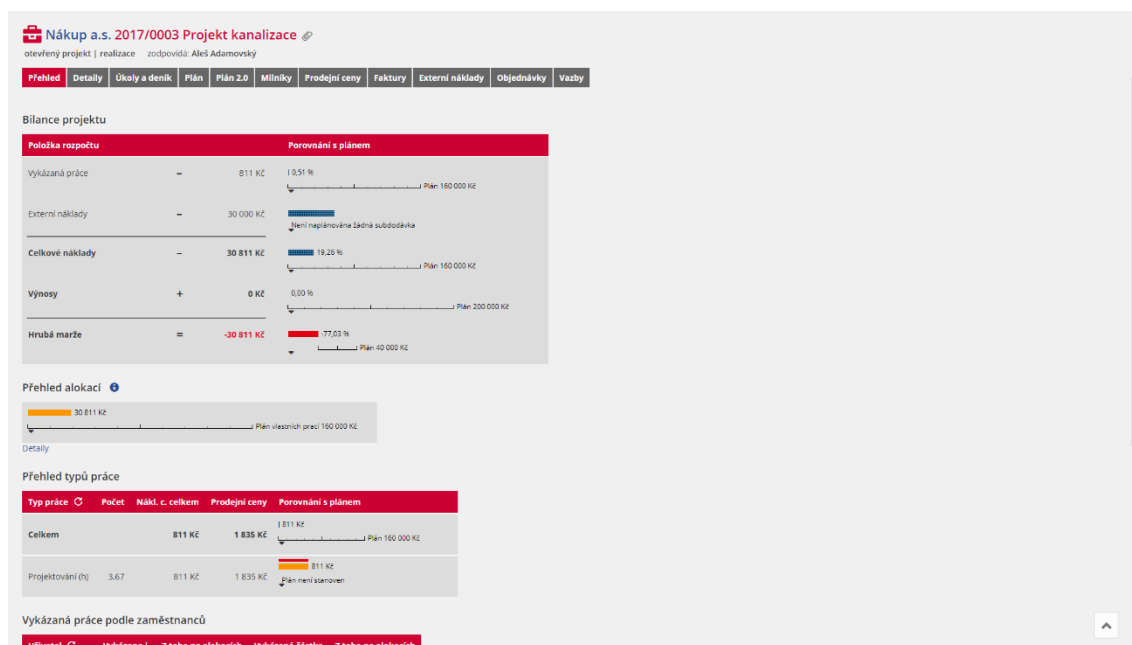 Nákup a.s. 2017/0003 Projekt kanalizace
otevřený projekt | realizace zodpovídá: Aleš Adamovský
Přehled Detaily Úkoly a deník Plán Plán 2.0 Milníky Prodejní ceny Faktury Externí náklady Objednávky Vazby
Bilance projektu
Položka rozpočtu Porovnání s plánem
Vykázaná práce – 811 Kč 0,51 %
Plán 160 000 Kč
Externí náklady – 30 000 Kč
Není naplánována žádná subdodávka
Celkové náklady – 30 811 Kč 19,26 %
Plán 160 000 Kč
Výnosy + 0 Kč 0,00 %
Plán 200 000 Kč
Hrubá marže = -30 811 Kč -77,03 %
Plán 40 000 Kč
Přehled alokací
30 811 Kč
Plán vlastních prací 160 000 Kč
Detaily
Přehled typů práce
Typ práce Počet Nákl. c. celkem Prodejní ceny Porovnání s plánem
Celkem 811 Kč 1 835 Kč 811 Kč
Plán 160 000 Kč
Projektování (h) 3.67 811 Kč 1 835 Kč 811 Kč
Plán není stanoven
Vykázaná práce podle zaměstnanců